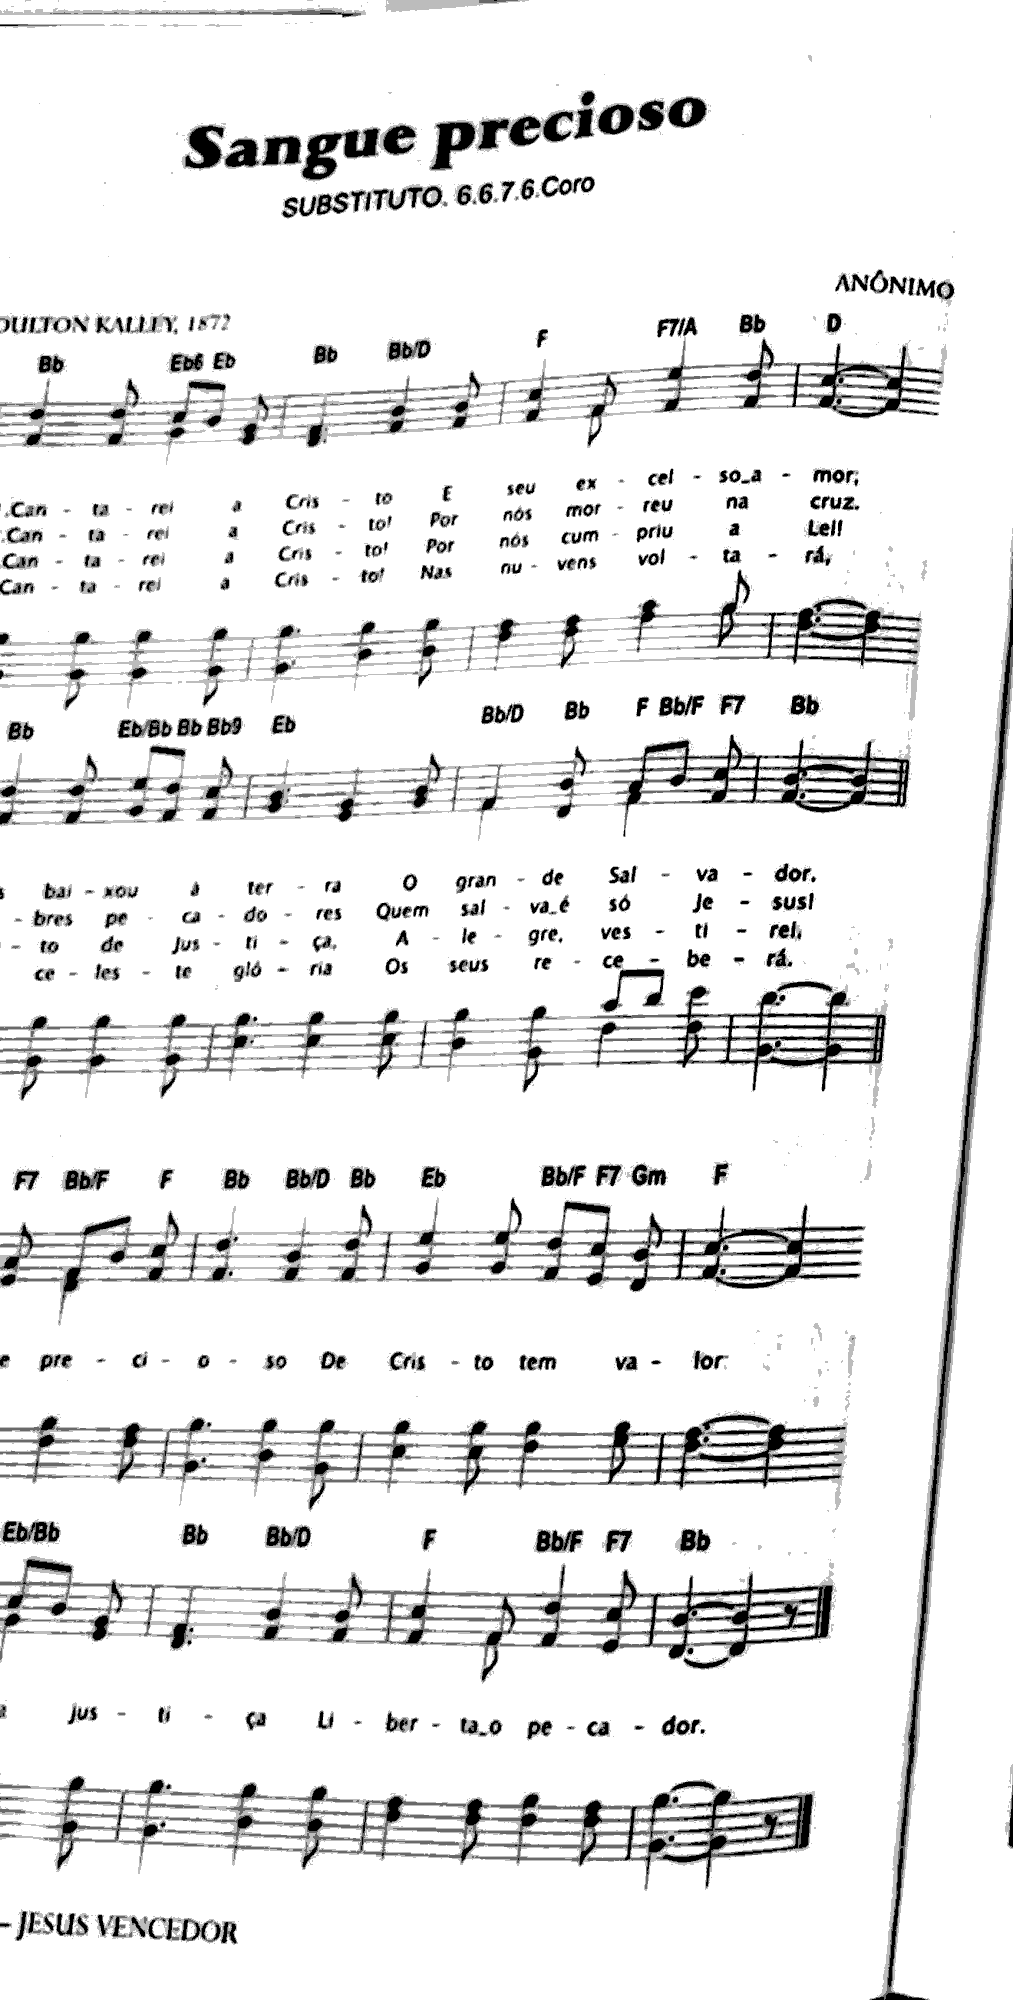 Sangue precioso
SUBSTITUTO. 6.6.7.6.Coro
ANÔNIMO
OULTON KALLEY, 1872
Bb Eb6 Eb Bb Bb/D F F7/A Bb D
.Can - ta - rei a Cris - to E seu ex - cel - so_a - mor;
.Can - ta - rei a Cris - to! Por nós mor - reu na cruz.
.Can - ta - rei a Cris - to! Por nós cum - priu a Lei!
Can - ta - rei a Cris - to! Nas nu - vens vol - ta - rá;
Bb Eb/Bb Bb Bb9 Eb Bb/D Bb F Bb/F F7 Bb
s bai - xou à ter - ra O gran - de Sal - va - dor.
- bres pe - ca - do - res Quem sal - va_é só Je - sus!
- to de Jus - ti - ça, A - le - gre, ves - ti - rei,
ce - les - te gló - ria Os seus re - ce - be - rá.
F7 Bb/F F Bb Bb/D Bb Eb Bb/F F7 Gm F
e pre - ci - o - so De Cris - to tem va - lor:
Eb/Bb Bb Bb/D F Bb/F F7 Bb
a jus - ti - ça Li - ber - ta_o pe - ca - dor.
– JESUS VENCEDOR